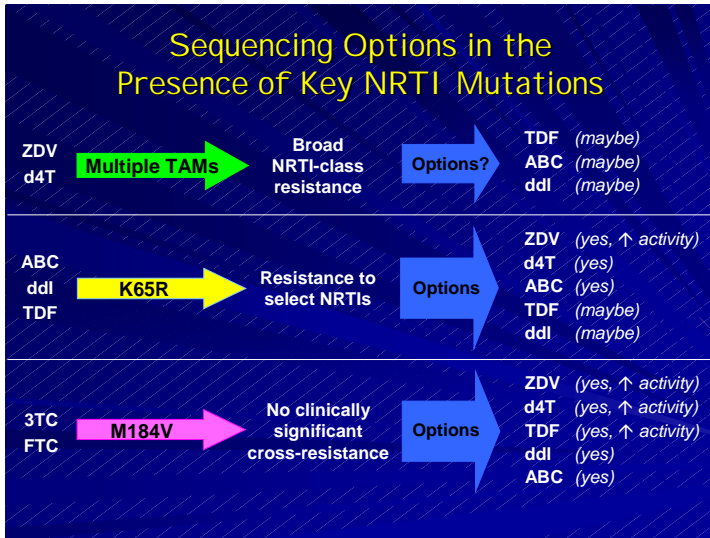 Sequencing Options in the
Presence of Key NRTI Mutations
ZDV
d4T
Multiple TAMs
Broad
NRTI-class
resistance
Options?
TDF (maybe)
ABC (maybe)
ddI (maybe)
ABC
ddI
TDF
K65R
Resistance to
select NRTIs
Options
ZDV (yes, ↑ activity)
d4T (yes)
ABC (yes)
TDF (maybe)
ddI (maybe)
3TC
FTC
M184V
No clinically
significant
cross-resistance
Options
ZDV (yes, ↑ activity)
d4T (yes, ↑ activity)
TDF (yes, ↑ activity)
ddI (yes)
ABC (yes)